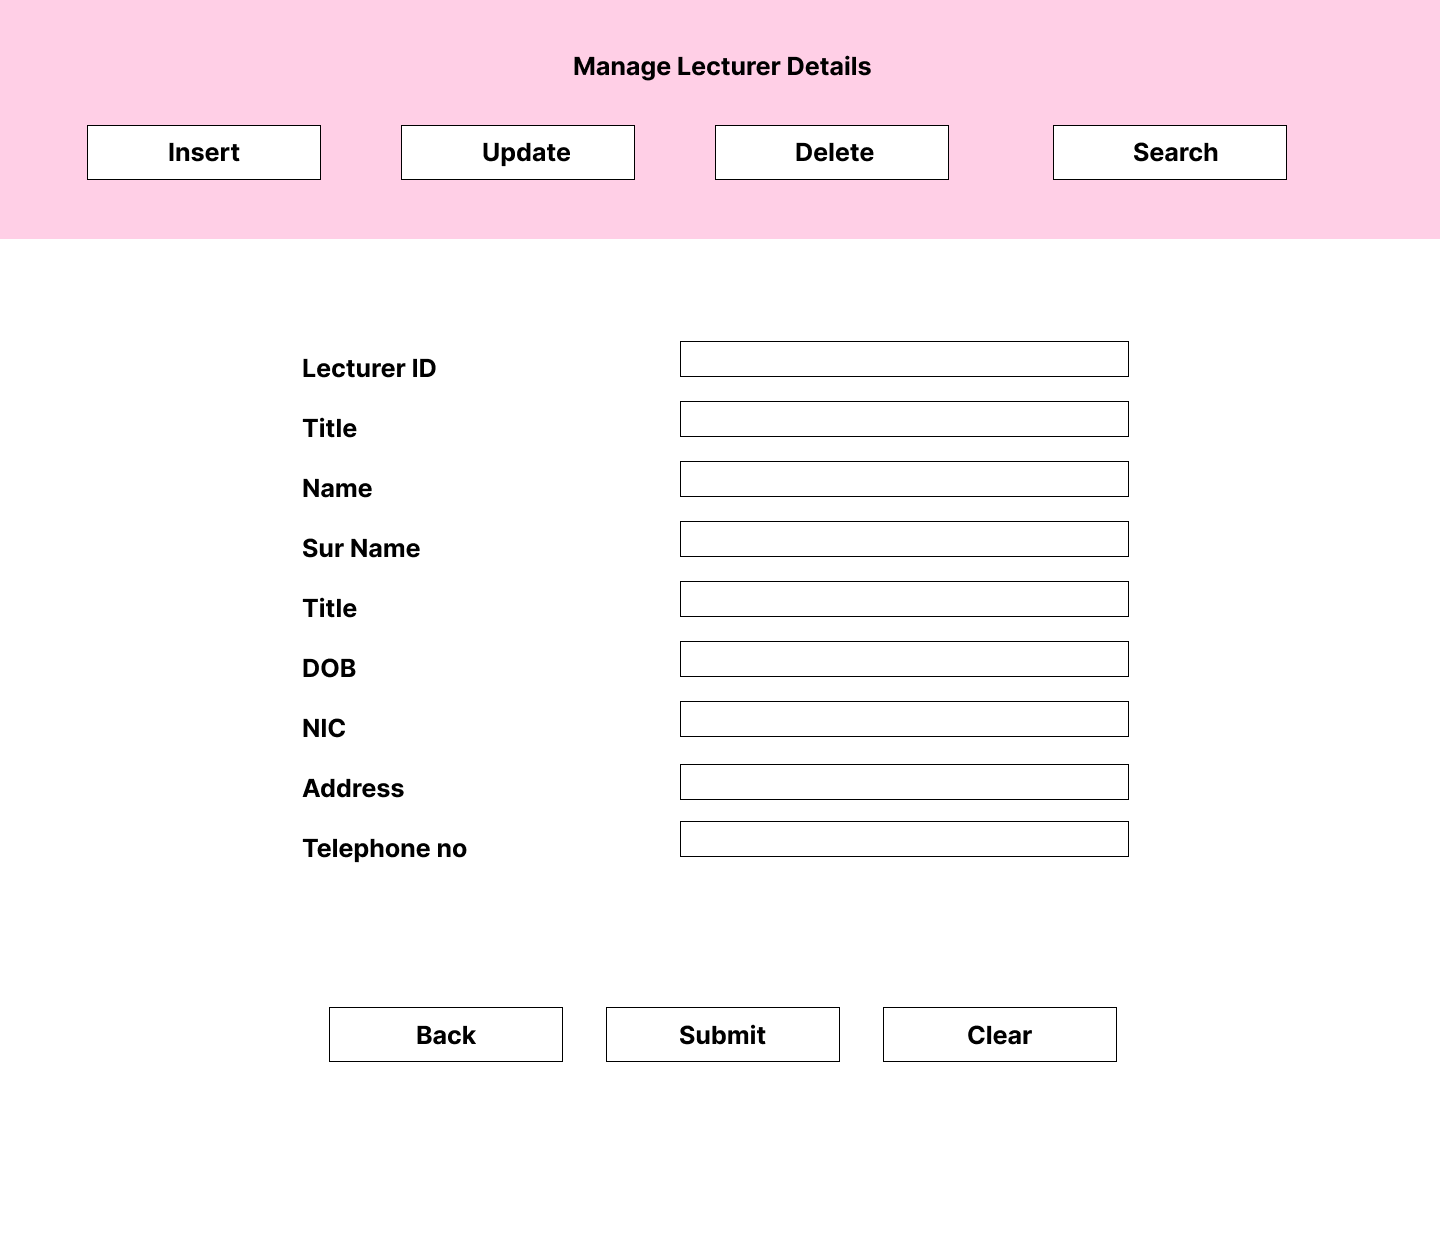 Manage Lecturer Details
Insert Update Delete Search
Lecturer ID
Title
Name
Sur Name
Title
DOB
NIC
Address
Telephone no
Back Submit Clear